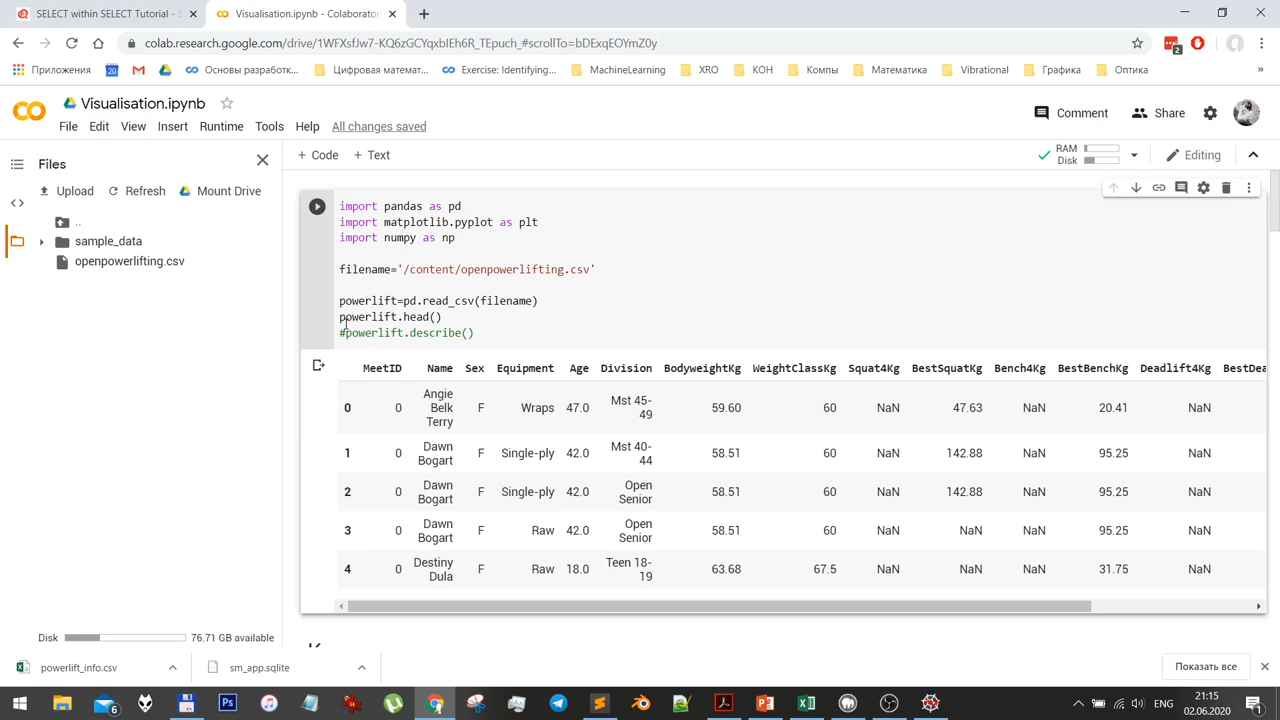 SELECT within SELECT Tutorial - S
Visualisation.ipynb - Colaborator
colab.research.google.com/drive/1WFXsfJw7-KQ6zGCYqxbIEh6R_TEpuch_#scrollTo=bDExqEOYmZ0y
2
Приложения
20
Основы разработк...
Цифровая математ...
Exercise: Identifying...
MachineLearning
XRO
КОН
Компы
Математика
Vibrational
Графика
Оптика
»
Visualisation.ipynb
Comment
Share
File Edit View Insert Runtime Tools Help All changes saved
Files
+ Code + Text
RAM
Disk
Editing
Upload Refresh Mount Drive
..
sample_data
openpowerlifting.csv
import pandas as pd
import matplotlib.pyplot as plt
import numpy as np
filename='/content/openpowerlifting.csv'
powerlift=pd.read_csv(filename)
powerlift.head()
#powerlift.describe()
MeetID Name Sex Equipment Age Division BodyweightKg WeightClassKg Squat4Kg BestSquatKg Bench4Kg BestBenchKg Deadlift4Kg BestDea
0 0 Angie Belk Terry F Wraps 47.0 Mst 45-49 59.60 60 NaN 47.63 NaN 20.41 NaN
1 0 Dawn Bogart F Single-ply 42.0 Mst 40-44 58.51 60 NaN 142.88 NaN 95.25 NaN
2 0 Dawn Bogart F Single-ply 42.0 Open Senior 58.51 60 NaN 142.88 NaN 95.25 NaN
3 0 Dawn Bogart F Raw 42.0 Open Senior 58.51 60 NaN NaN NaN 95.25 NaN
4 0 Destiny Dula F Raw 18.0 Teen 18-19 63.68 67.5 NaN NaN NaN 31.75 NaN
Disk 76.71 GB available
powerlift_info.csv
sm_app.sqlite
Показать все
6
Ps
ENG
21:15
02.06.2020
1